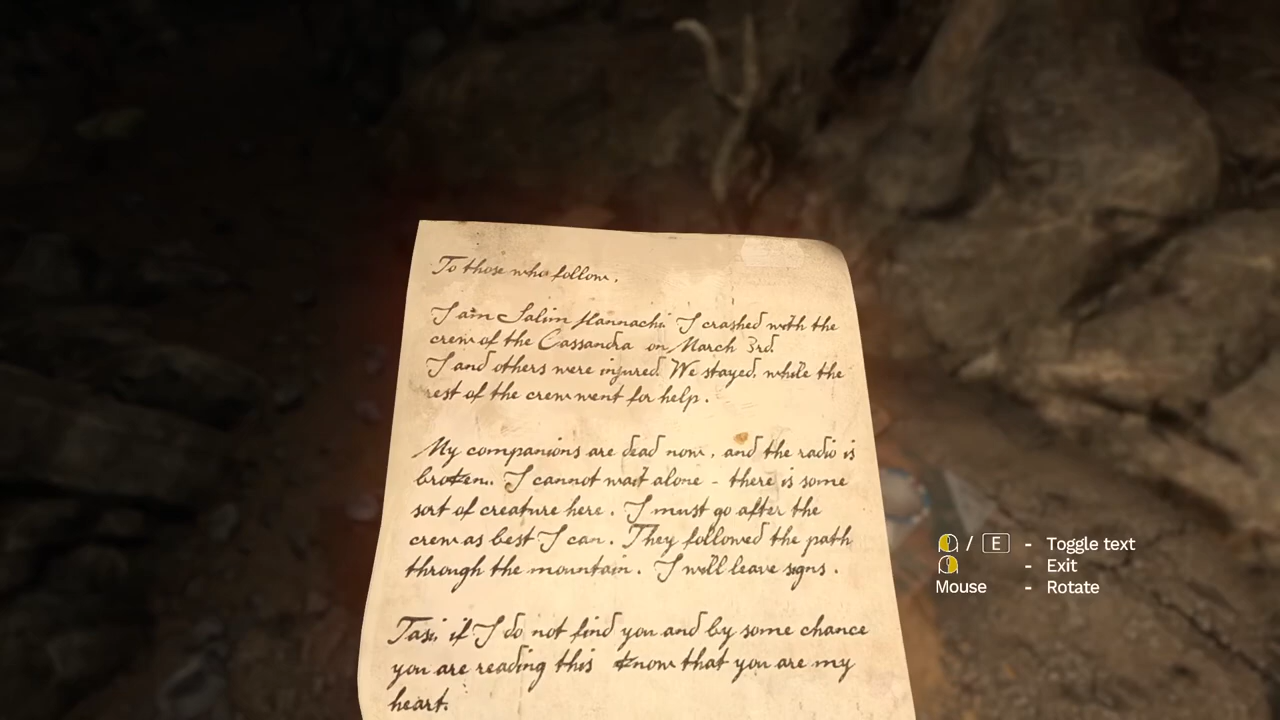 To those who follow.
I am Salim Hannachi. I crashed with the
crew of the Cassandra on March 3rd.
I and others were injured. We stayed, while the
rest of the crew went for help.
My companions are dead now, and the radio is
broken. I cannot wait alone - there is some
sort of creature here. I must go after the
crew as best I can. They followed the path
through the mountain. I will leave signs.
Tasi, if I do not find you and by some chance
you are reading this know that you are my
heart.
/ E - Toggle text
- Exit
Mouse - Rotate